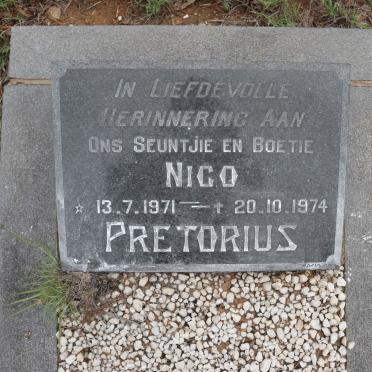 In Liefdevolle
Herinnering Aan
Ons Seuntjie en Boetie
Nico
* 13.7.1971 — † 20.10.1974
Pretorius